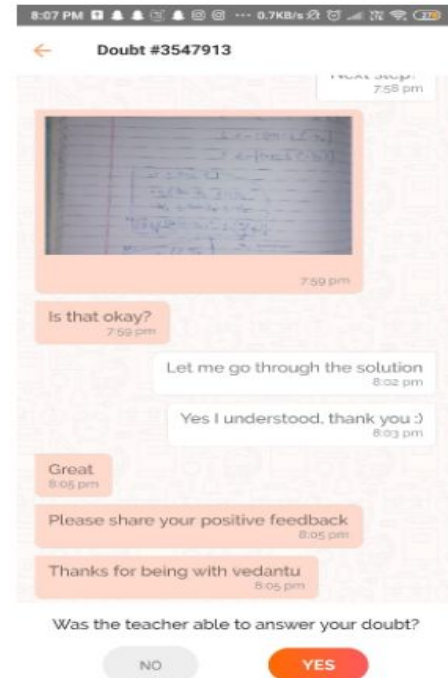 8:07 PM 0.7KB/s
Doubt #3547913
Next step?
7:58 pm
7:59 pm
Is that okay?
7:59 pm
Let me go through the solution
8:02 pm
Yes I understood, thank you :)
8:03 pm
Great
8:05 pm
Please share your positive feedback
8:05 pm
Thanks for being with vedantu
8:05 pm
Was the teacher able to answer your doubt?
NO YES